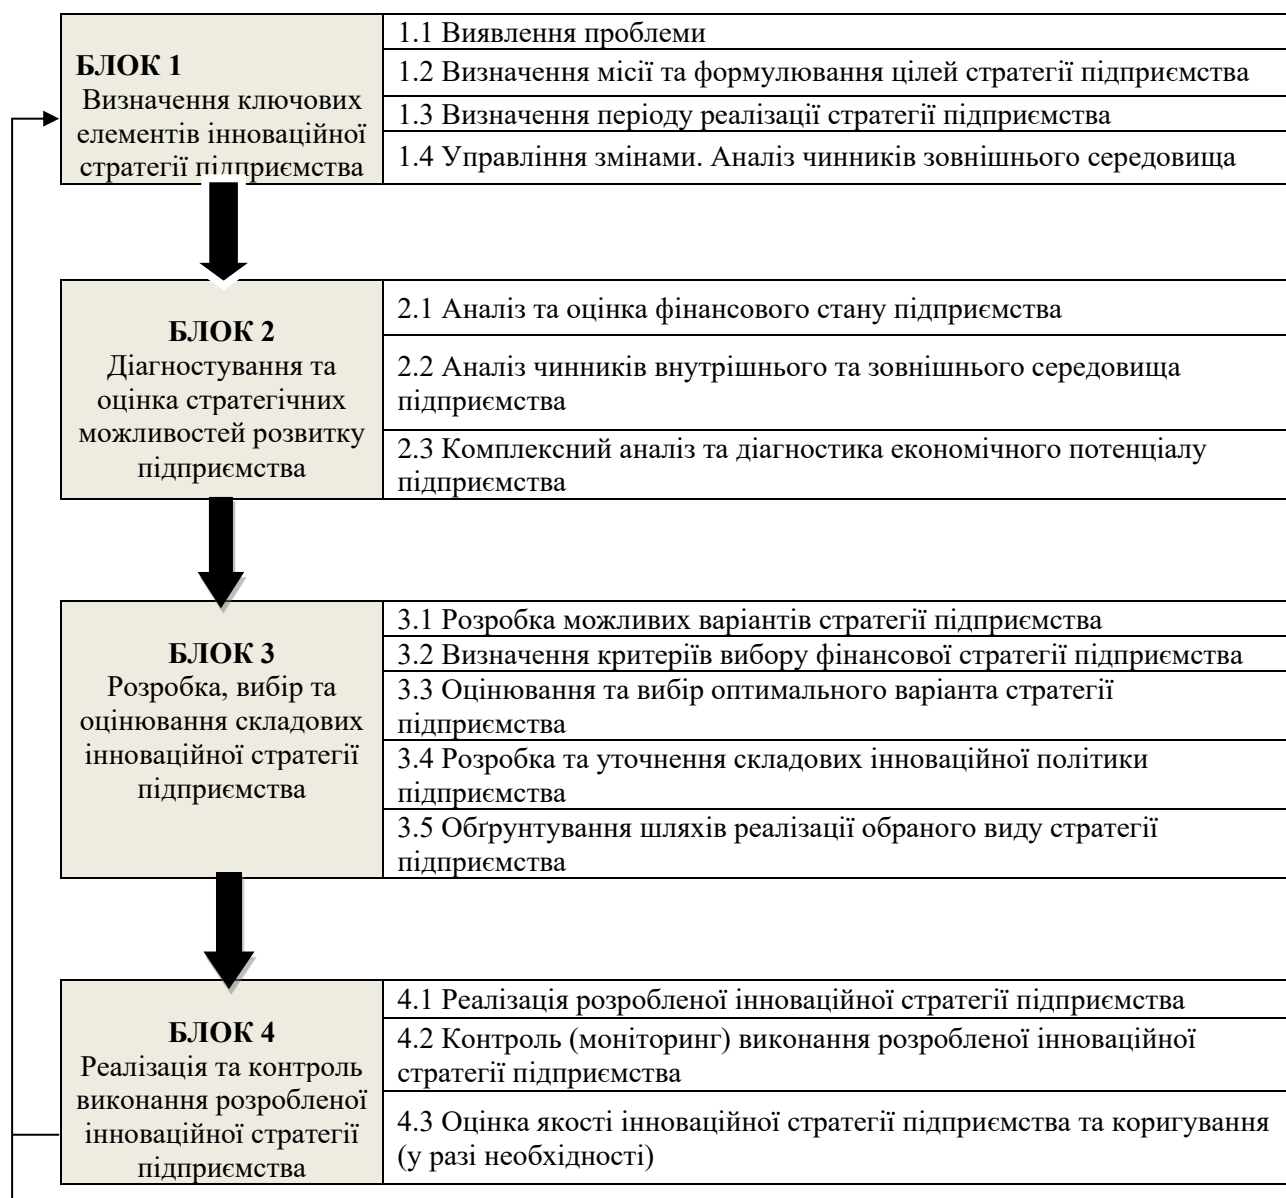 БЛОК 1
Визначення ключових
елементів інноваційної
стратегії підприємства
1.1 Виявлення проблеми
1.2 Визначення місії та формулювання цілей стратегії підприємства
1.3 Визначення періоду реалізації стратегії підприємства
1.4 Управління змінами. Аналіз чинників зовнішнього середовища
БЛОК 2
Діагностування та
оцінка стратегічних
можливостей розвитку
підприємства
2.1 Аналіз та оцінка фінансового стану підприємства
2.2 Аналіз чинників внутрішнього та зовнішнього середовища
підприємства
2.3 Комплексний аналіз та діагностика економічного потенціалу
підприємства
БЛОК 3
Розробка, вибір та
оцінювання складових
інноваційної стратегії
підприємства
3.1 Розробка можливих варіантів стратегії підприємства
3.2 Визначення критеріїв вибору фінансової стратегії підприємства
3.3 Оцінювання та вибір оптимального варіанта стратегії
підприємства
3.4 Розробка та уточнення складових інноваційної політики
підприємства
3.5 Обґрунтування шляхів реалізації обраного виду стратегії
підприємства
БЛОК 4
Реалізація та контроль
виконання розробленої
інноваційної стратегії
підприємства
4.1 Реалізація розробленої інноваційної стратегії підприємства
4.2 Контроль (моніторинг) виконання розробленої інноваційної
стратегії підприємства
4.3 Оцінка якості інноваційної стратегії підприємства та коригування
(у разі необхідності)